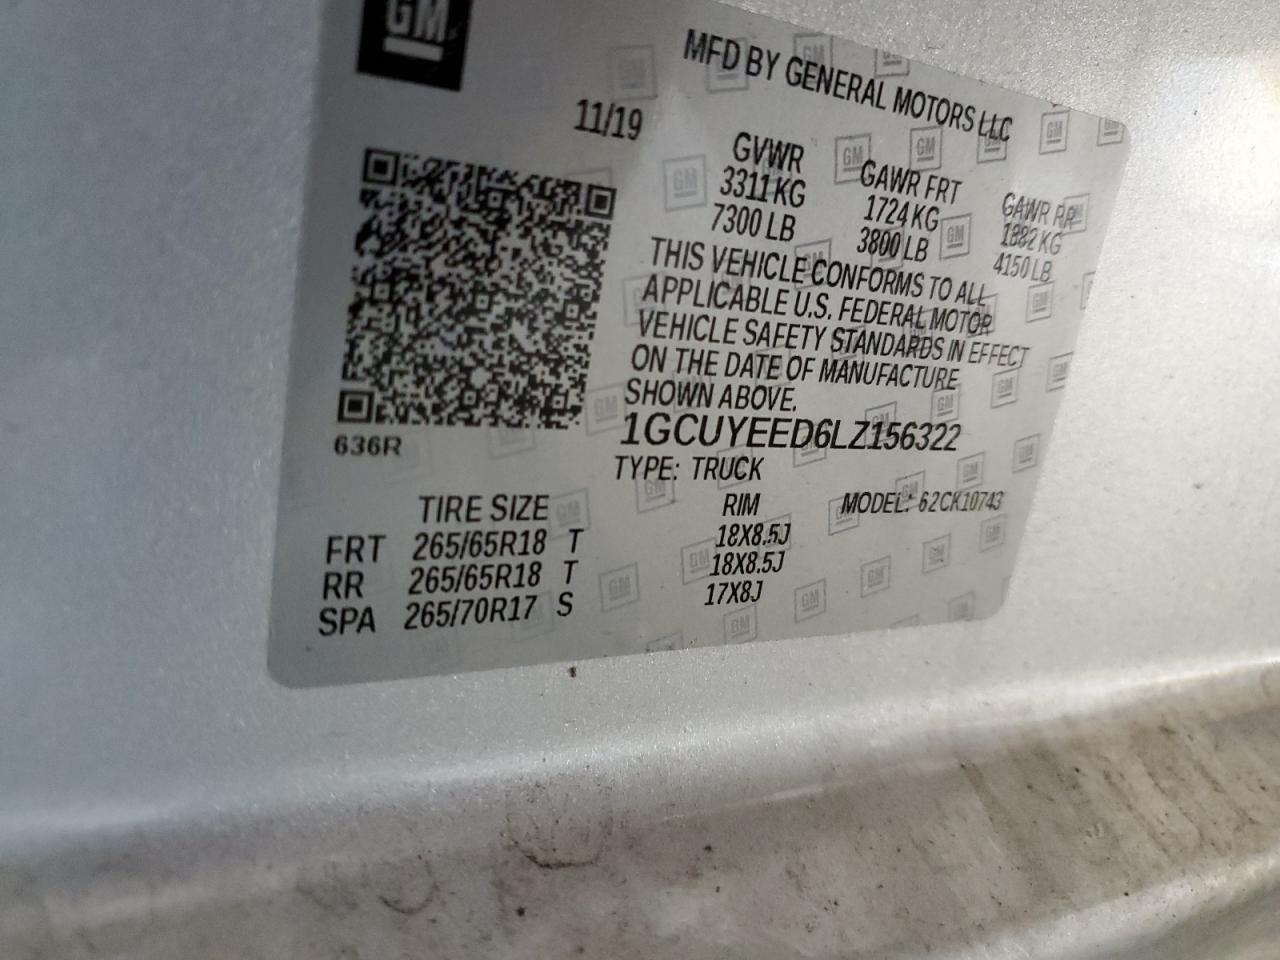 GM
MFD BY GENERAL MOTORS LLC
11/19
GVWR GAWR FRT GAWR RR
3311 KG 1724 KG 1882 KG
7300 LB 3800 LB 4150 LB
THIS VEHICLE CONFORMS TO ALL
APPLICABLE U.S. FEDERAL MOTOR
VEHICLE SAFETY STANDARDS IN EFFECT
ON THE DATE OF MANUFACTURE
SHOWN ABOVE.
1GCUYEED6LZ156322
636R
TYPE: TRUCK
TIRE SIZE RIM MODEL: 62CK10743
FRT 265/65R18 T 18X8.5J
RR 265/65R18 T 18X8.5J
SPA 265/70R17 S 17X8J